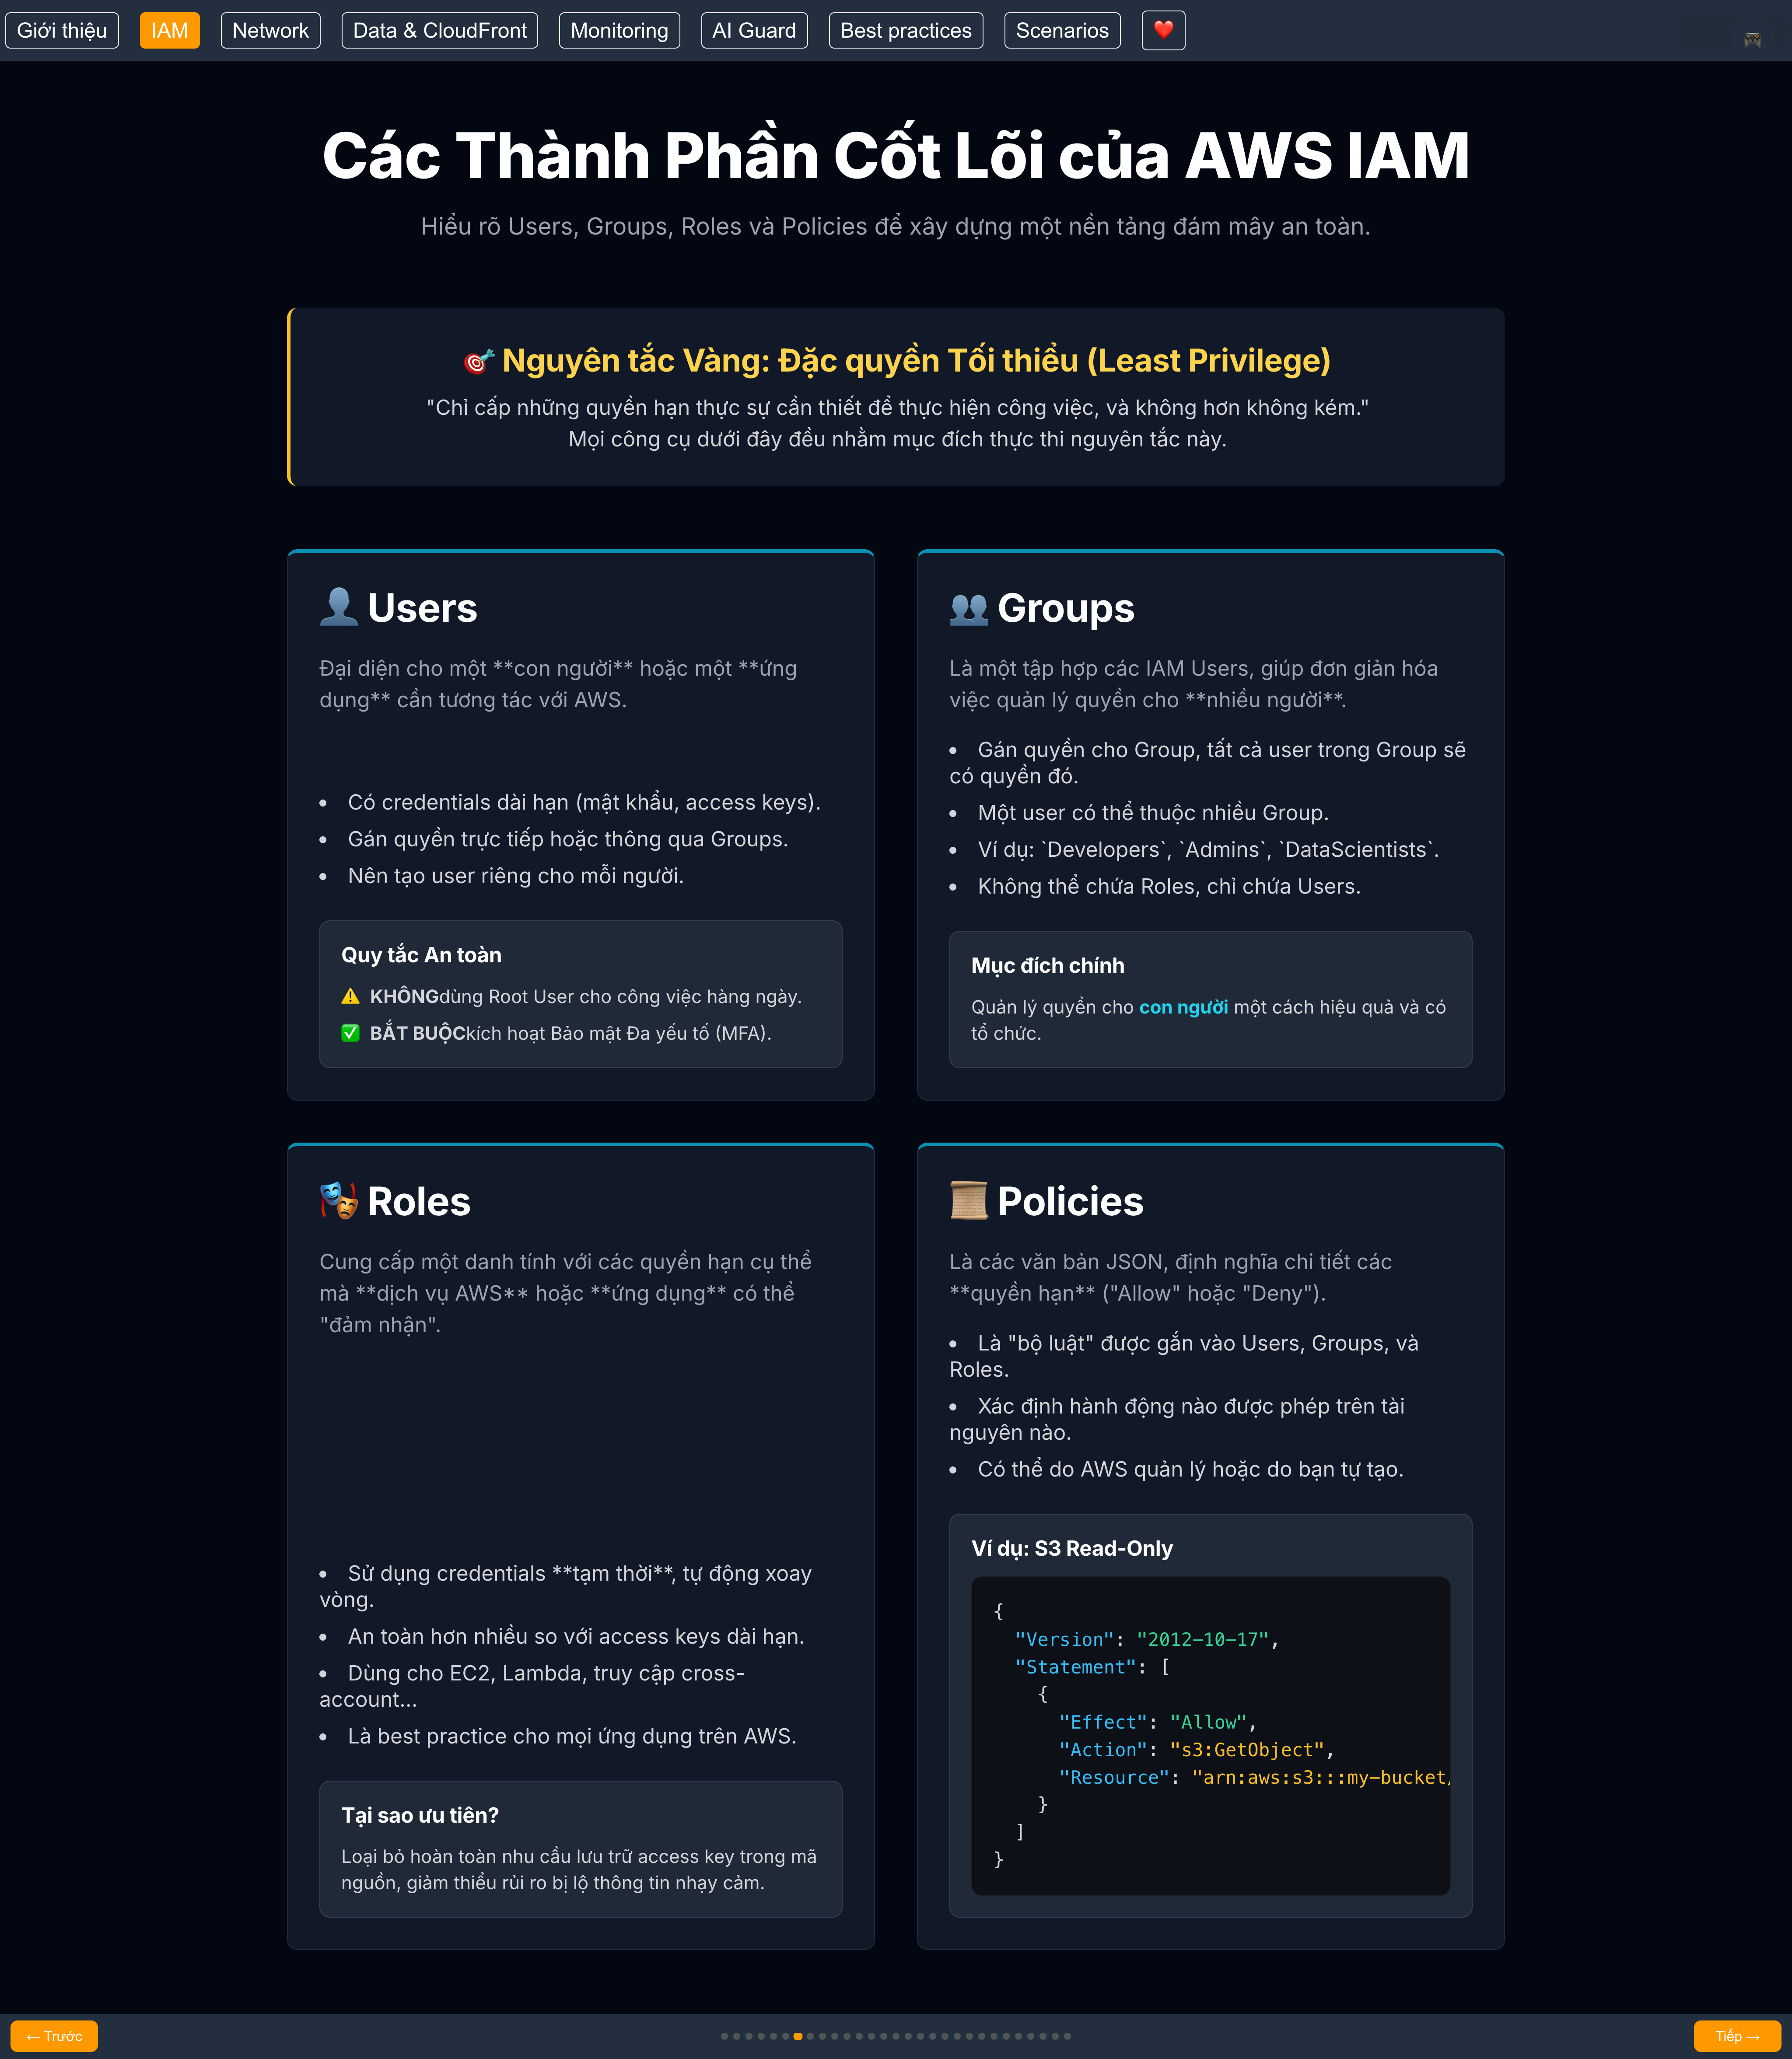 Giới thiệu
IAM
Network
Data & CloudFront
Monitoring
AI Guard
Best practices
Scenarios
Các Thành Phần Cốt Lõi của AWS IAM
Hiểu rõ Users, Groups, Roles và Policies để xây dựng một nền tảng đám mây an toàn.
🎯 Nguyên tắc Vàng: Đặc quyền Tối thiểu (Least Privilege)
"Chỉ cấp những quyền hạn thực sự cần thiết để thực hiện công việc, và không hơn không kém."
Mọi công cụ dưới đây đều nhằm mục đích thực thi nguyên tắc này.
👤 Users
Đại diện cho một **con người** hoặc một **ứng
dụng** cần tương tác với AWS.
• Có credentials dài hạn (mật khẩu, access keys).
• Gán quyền trực tiếp hoặc thông qua Groups.
• Nên tạo user riêng cho mỗi người.
Quy tắc An toàn
⚠️ KHÔNGdùng Root User cho công việc hàng ngày.
✅ BẮT BUỘCkích hoạt Bảo mật Đa yếu tố (MFA).
👥 Groups
Là một tập hợp các IAM Users, giúp đơn giản hóa
việc quản lý quyền cho **nhiều người**.
• Gán quyền cho Group, tất cả user trong Group sẽ
có quyền đó.
• Một user có thể thuộc nhiều Group.
• Ví dụ: `Developers`, `Admins`, `DataScientists`.
• Không thể chứa Roles, chỉ chứa Users.
Mục đích chính
Quản lý quyền cho con người một cách hiệu quả và có
tổ chức.
🎭 Roles
Cung cấp một danh tính với các quyền hạn cụ thể
mà **dịch vụ AWS** hoặc **ứng dụng** có thể
"đảm nhận".
• Sử dụng credentials **tạm thời**, tự động xoay
vòng.
• An toàn hơn nhiều so với access keys dài hạn.
• Dùng cho EC2, Lambda, truy cập cross-
account...
• Là best practice cho mọi ứng dụng trên AWS.
Tại sao ưu tiên?
Loại bỏ hoàn toàn nhu cầu lưu trữ access key trong mã
nguồn, giảm thiểu rủi ro bị lộ thông tin nhạy cảm.
📜 Policies
Là các văn bản JSON, định nghĩa chi tiết các
**quyền hạn** ("Allow" hoặc "Deny").
• Là "bộ luật" được gắn vào Users, Groups, và
Roles.
• Xác định hành động nào được phép trên tài
nguyên nào.
• Có thể do AWS quản lý hoặc do bạn tự tạo.
Ví dụ: S3 Read-Only
{
"Version": "2012-10-17",
"Statement": [
{
"Effect": "Allow",
"Action": "s3:GetObject",
"Resource": "arn:aws:s3:::my-bucket/
}
]
}
← Trước
Tiếp →